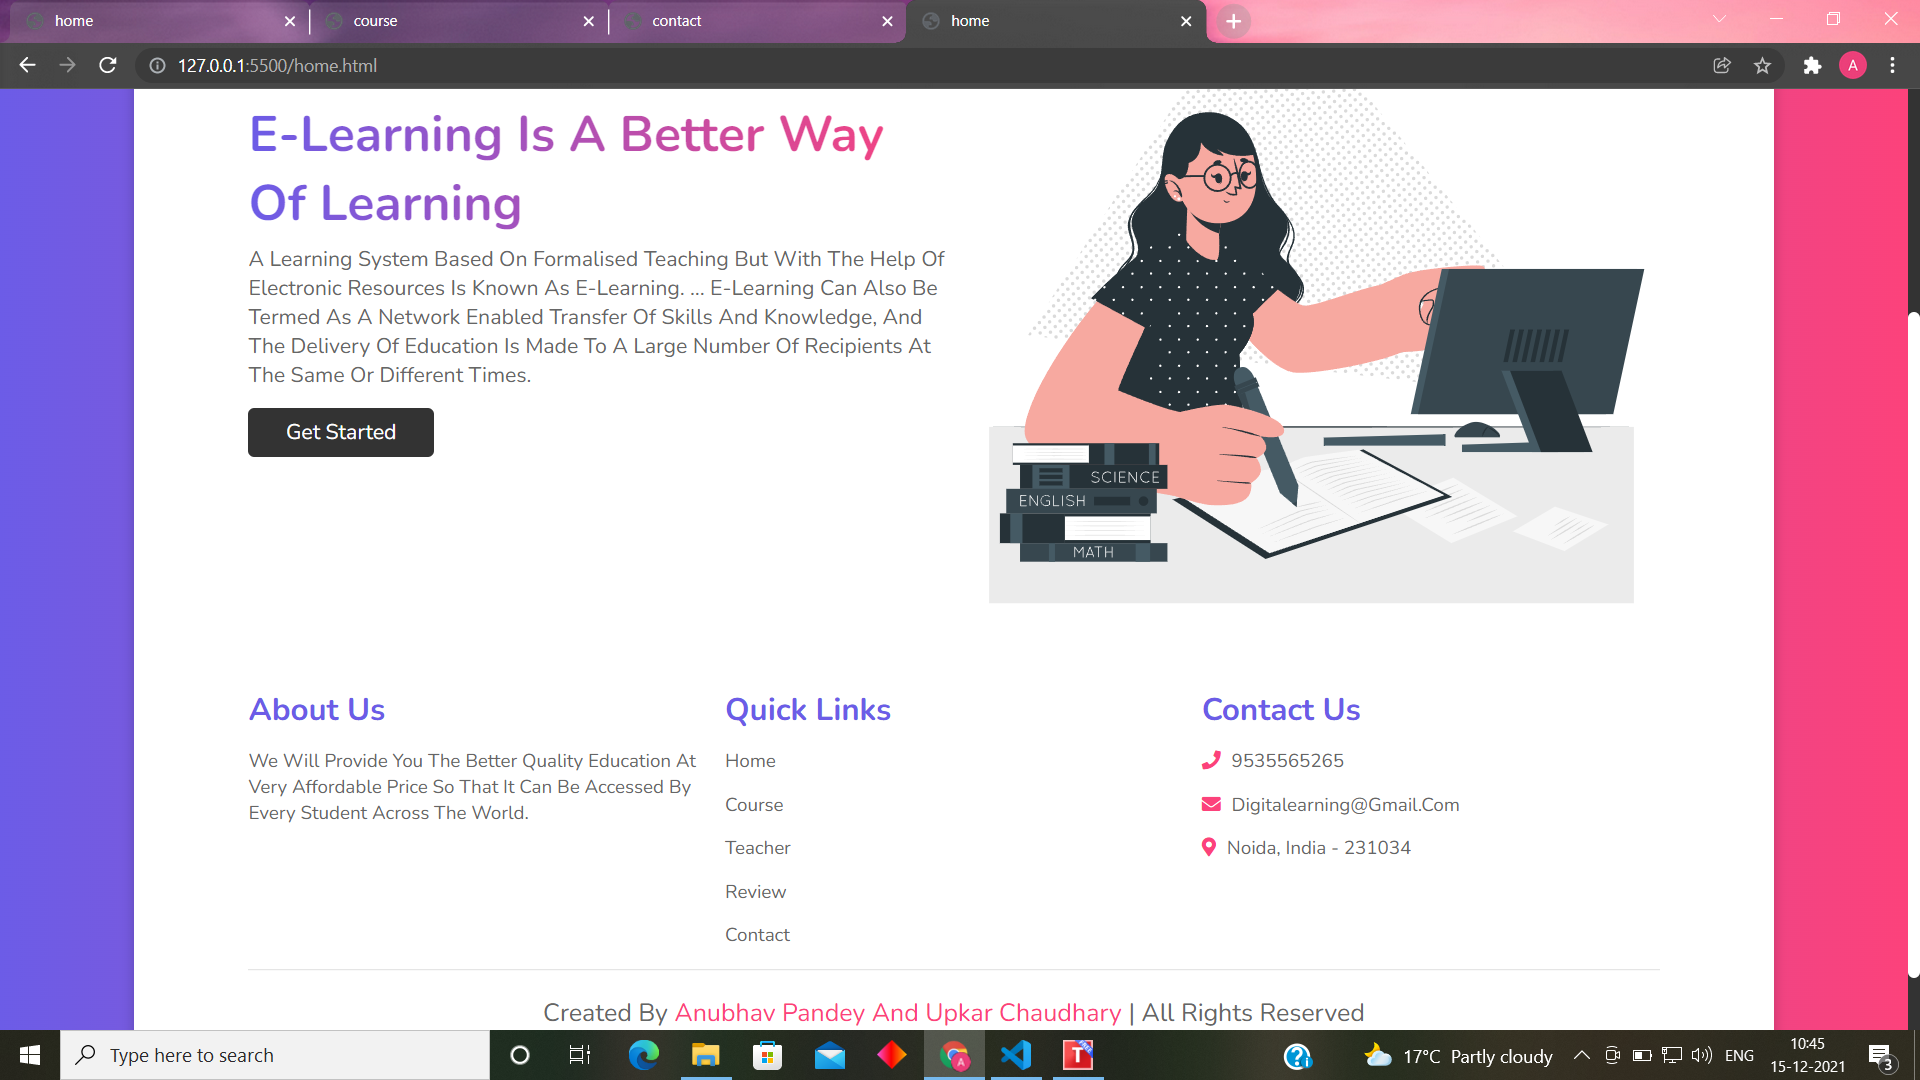 home
course
contact
home
127.0.0.1:5500/home.html
A
E-Learning Is A Better Way
Of Learning
A Learning System Based On Formalised Teaching But With The Help Of
Electronic Resources Is Known As E-Learning. ... E-Learning Can Also Be
Termed As A Network Enabled Transfer Of Skills And Knowledge, And
The Delivery Of Education Is Made To A Large Number Of Recipients At
The Same Or Different Times.
Get Started
SCIENCE
ENGLISH
MATH
About Us
We Will Provide You The Better Quality Education At
Very Affordable Price So That It Can Be Accessed By
Every Student Across The World.
Quick Links
Home
Course
Teacher
Review
Contact
Contact Us
9535565265
Digitalearning@Gmail.Com
Noida, India - 231034
Created By Anubhav Pandey And Upkar Chaudhary | All Rights Reserved
Type here to search
A
T
FREE
17°C Partly cloudy
ENG
10:45
15-12-2021
3